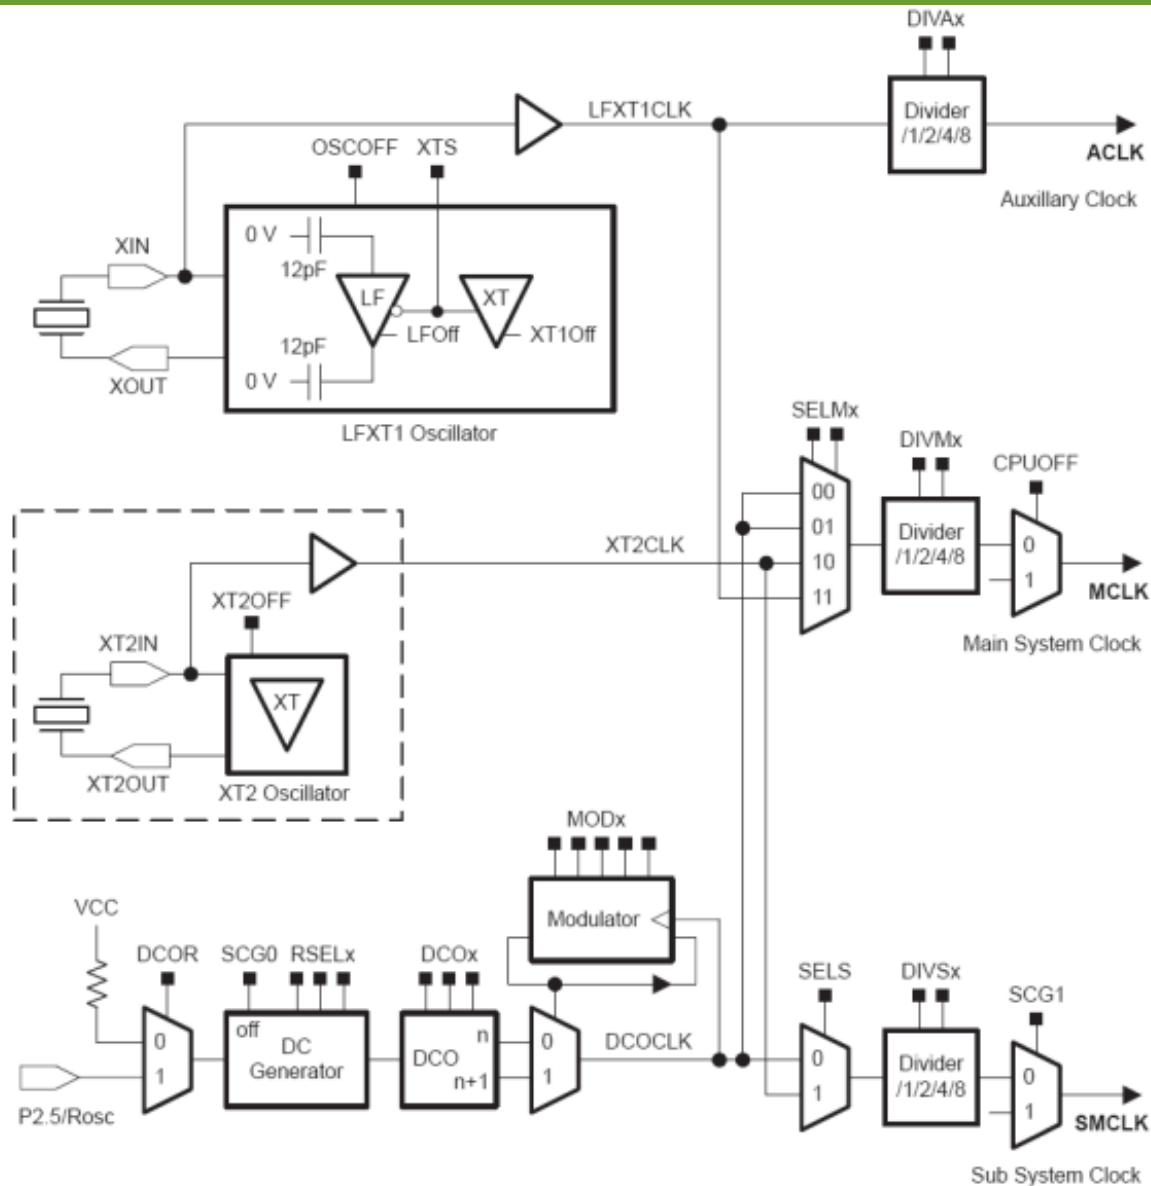 DIVAx
LFXT1CLK
Divider
/1/2/4/8
ACLK
Auxillary Clock
OSCOFF XTS
XIN
0 V
12pF
LF
XT
LFOff
XT1Off
12pF
0 V
XOUT
LFXT1 Oscillator
SELMx
DIVMx
CPUOFF
00
01
10
11
Divider
/1/2/4/8
0
1
MCLK
Main System Clock
XT2CLK
XT2OFF
XT2IN
XT
XT2OUT
XT2 Oscillator
MODx
Modulator
VCC
DCOR SCG0 RSELx DCOx
0
1
off
DC
Generator
DCO
n
n+1
0
1
DCOCLK
P2.5/Rosc
SELS
DIVSx
SCG1
0
1
Divider
/1/2/4/8
0
1
SMCLK
Sub System Clock